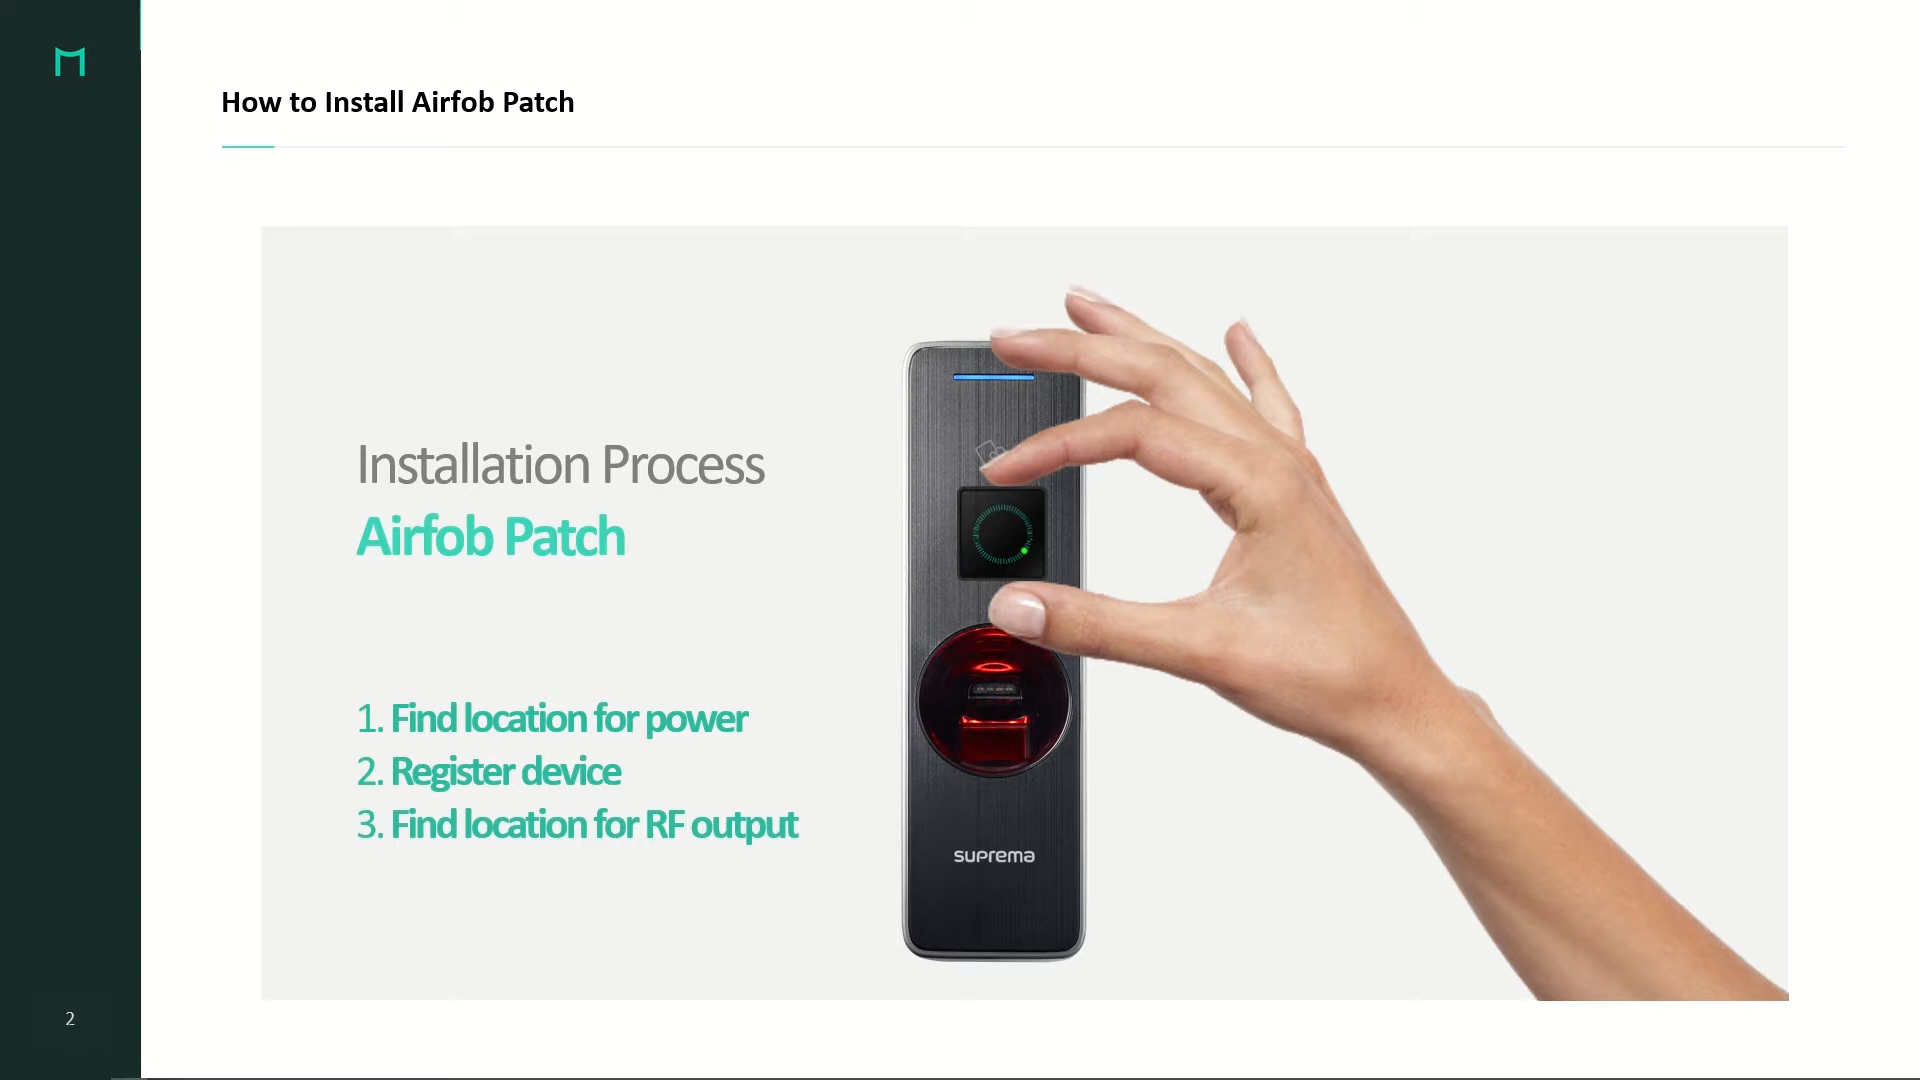 How to Install Airfob Patch
Installation Process
Airfob Patch
1. Find location for power
2. Register device
3. Find location for RF output
suprema
2